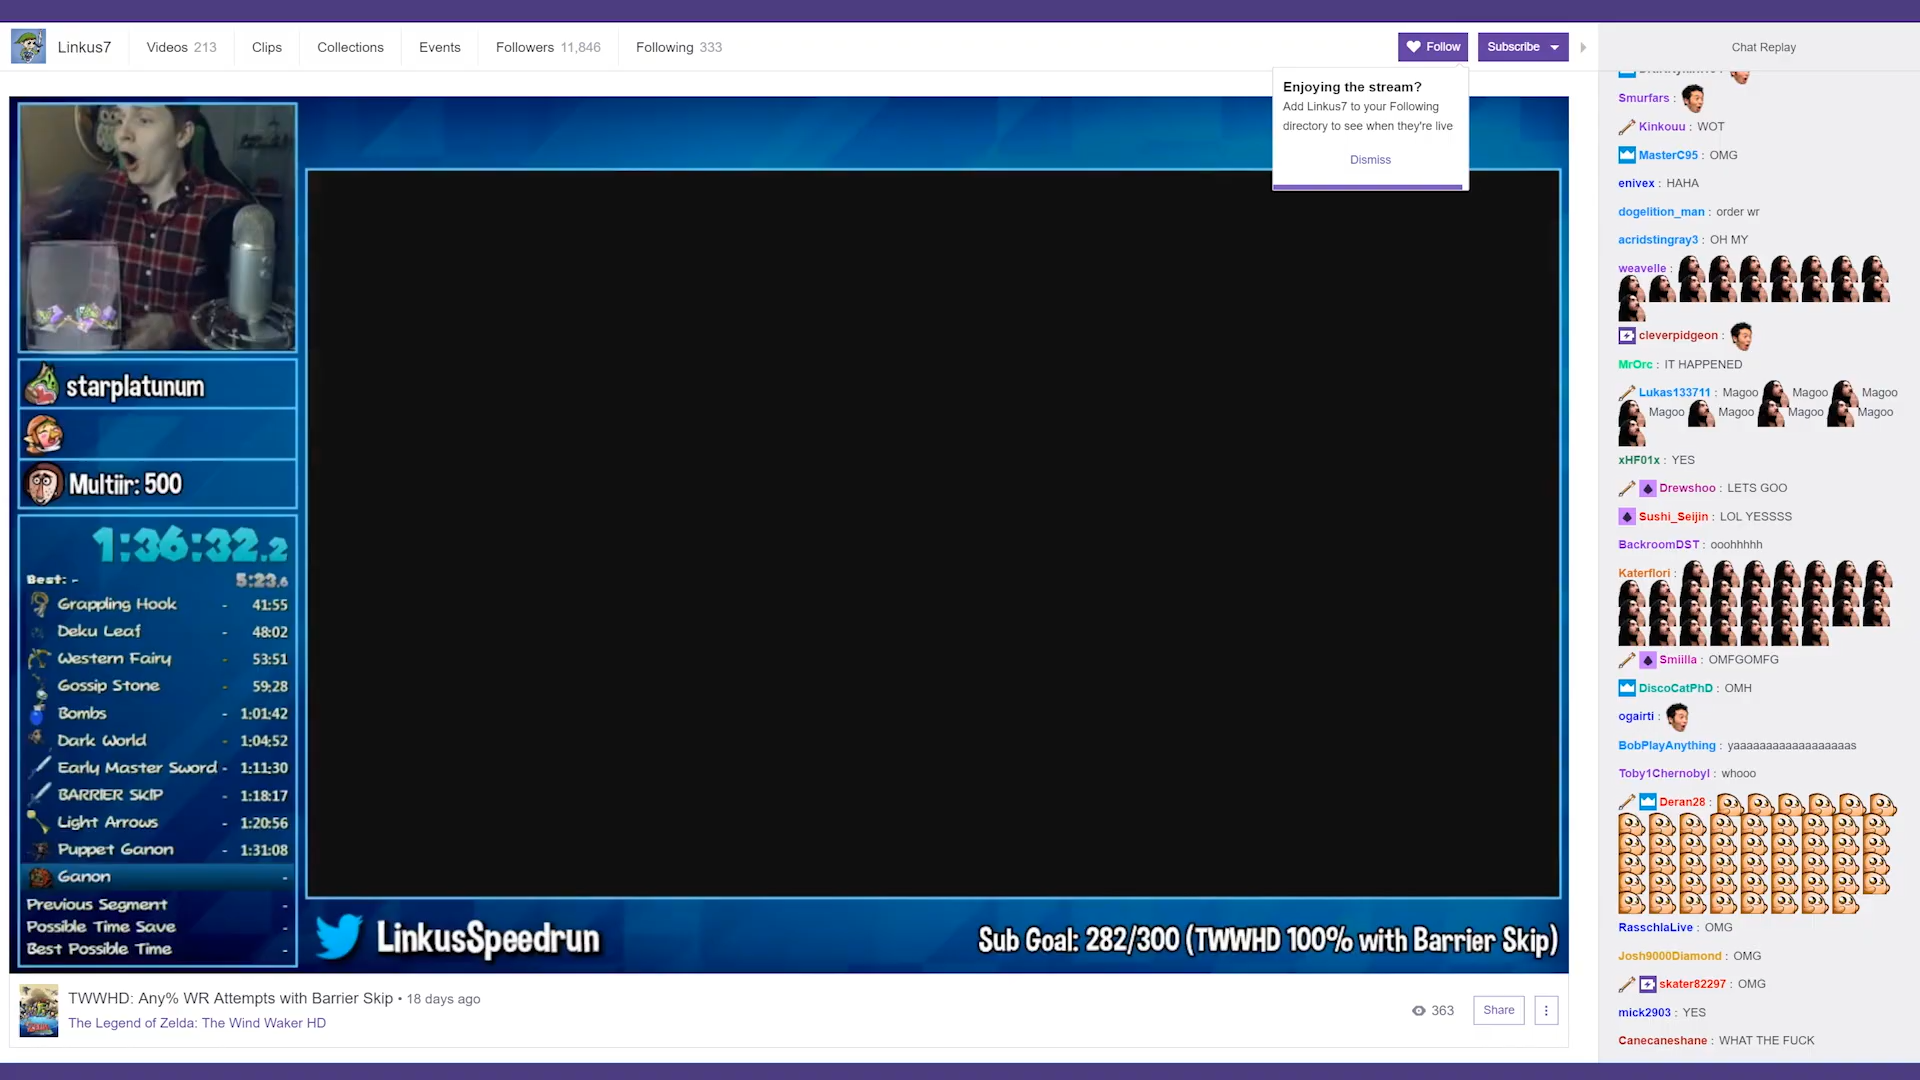 Linkus7
Videos 213
Clips
Collections
Events
Followers 11,846
Following 333
Follow
Subscribe
Chat Replay
Enjoying the stream?
Add Linkus7 to your Following
directory to see when they're live
Dismiss
starplatunum
Multiir: 500
1:36:32.2
Best: - 5:23.6
Grappling Hook - 41:55
Deku Leaf - 48:02
Western Fairy - 53:51
Gossip Stone - 59:28
Bombs - 1:01:42
Dark World - 1:04:52
Early Master Sword - 1:11:30
BARRIER SKIP - 1:18:17
Light Arrows - 1:20:56
Puppet Ganon - 1:31:08
Ganon -
Previous Segment -
Possible Time Save -
Best Possible Time -
LinkusSpeedrun
Sub Goal: 282/300 (TWWHD 100% with Barrier Skip)
TWWHD: Any% WR Attempts with Barrier Skip • 18 days ago
The Legend of Zelda: The Wind Waker HD
363
Share
Smurfars :
Kinkouu : WOT
MasterC95 : OMG
enivex : HAHA
dogelition_man : order wr
acridstingray3 : OH MY
weavelle :
cleverpidgeon :
MrOrc : IT HAPPENED
Lukas133711 : Magoo Magoo Magoo
Magoo Magoo Magoo Magoo
xHF01x : YES
Drewshoo : LETS GOO
Sushi_Seijin : LOL YESSSS
BackroomDST : ooohhhhh
Katerflori :
Smiilla : OMFGOMFG
DiscoCatPhD : OMH
ogairti :
BobPlayAnything : yaaaaaaaaaaaaaaaaaas
Toby1Chernobyl : whooo
Deran28 :
RasschlaLive : OMG
Josh9000Diamond : OMG
skater82297 : OMG
mick2903 : YES
Canecaneshane : WHAT THE FUCK